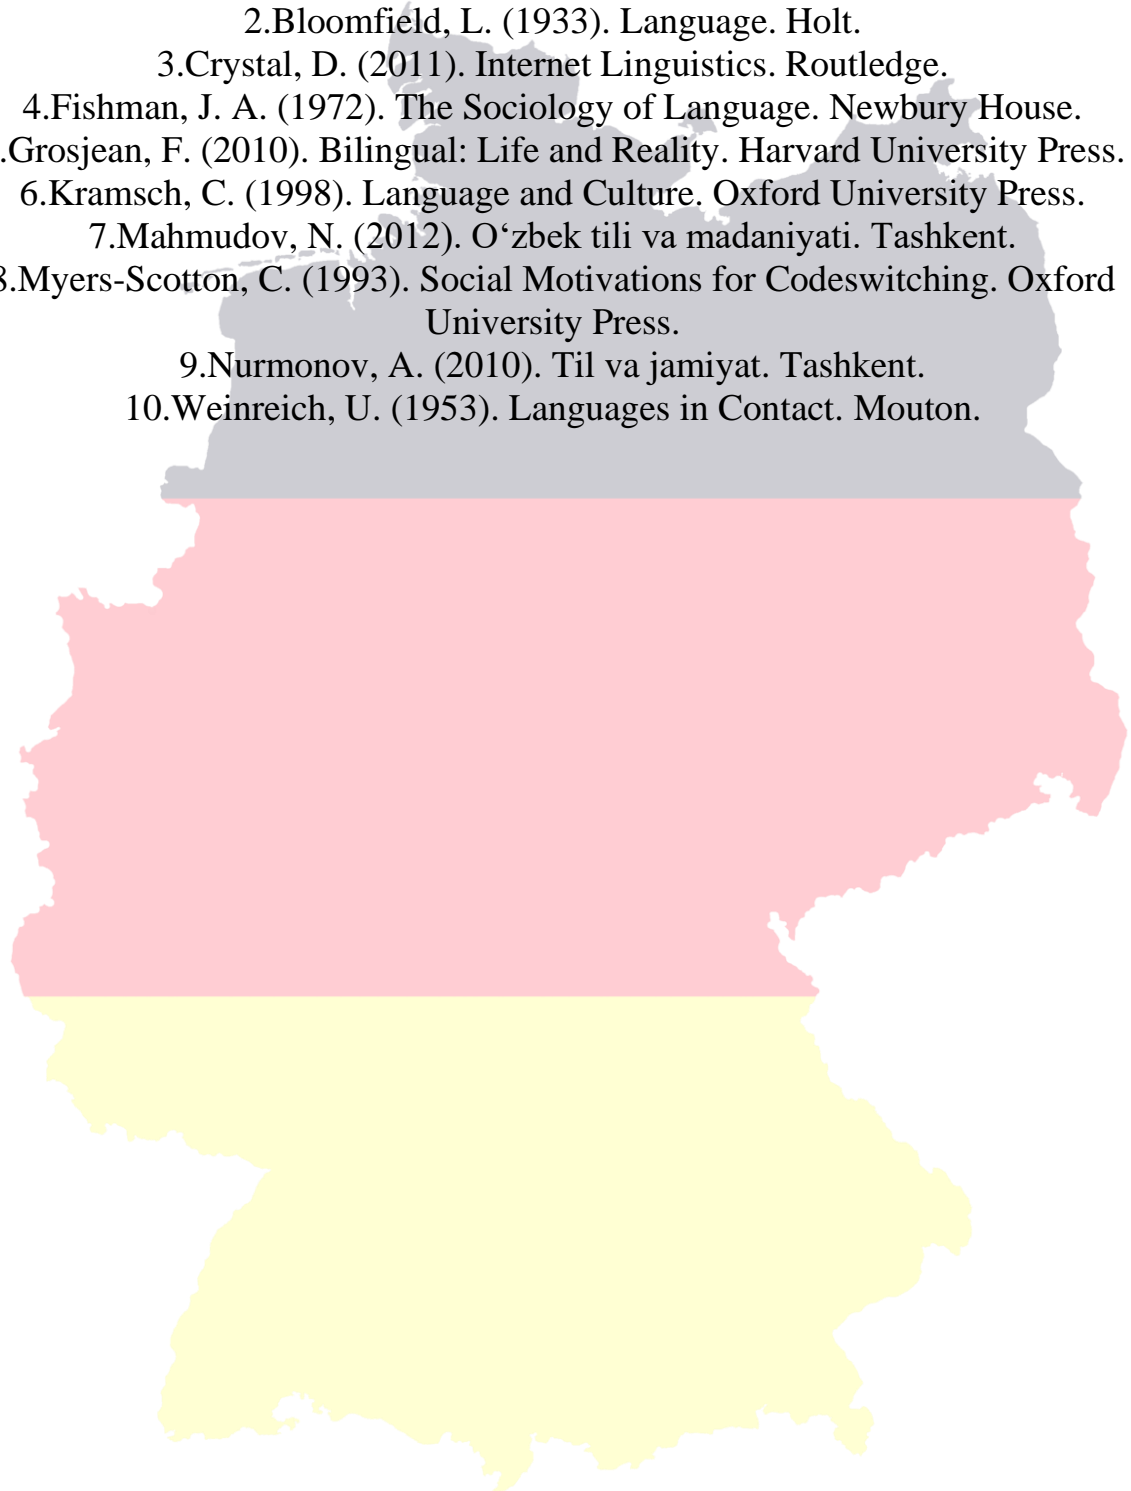 2.Bloomfield, L. (1933). Language. Holt.
3.Crystal, D. (2011). Internet Linguistics. Routledge.
4.Fishman, J. A. (1972). The Sociology of Language. Newbury House.
.Grosjean, F. (2010). Bilingual: Life and Reality. Harvard University Press.
6.Kramsch, C. (1998). Language and Culture. Oxford University Press.
7.Mahmudov, N. (2012). O‘zbek tili va madaniyati. Tashkent.
8.Myers-Scotton, C. (1993). Social Motivations for Codeswitching. Oxford
University Press.
9.Nurmonov, A. (2010). Til va jamiyat. Tashkent.
10.Weinreich, U. (1953). Languages in Contact. Mouton.